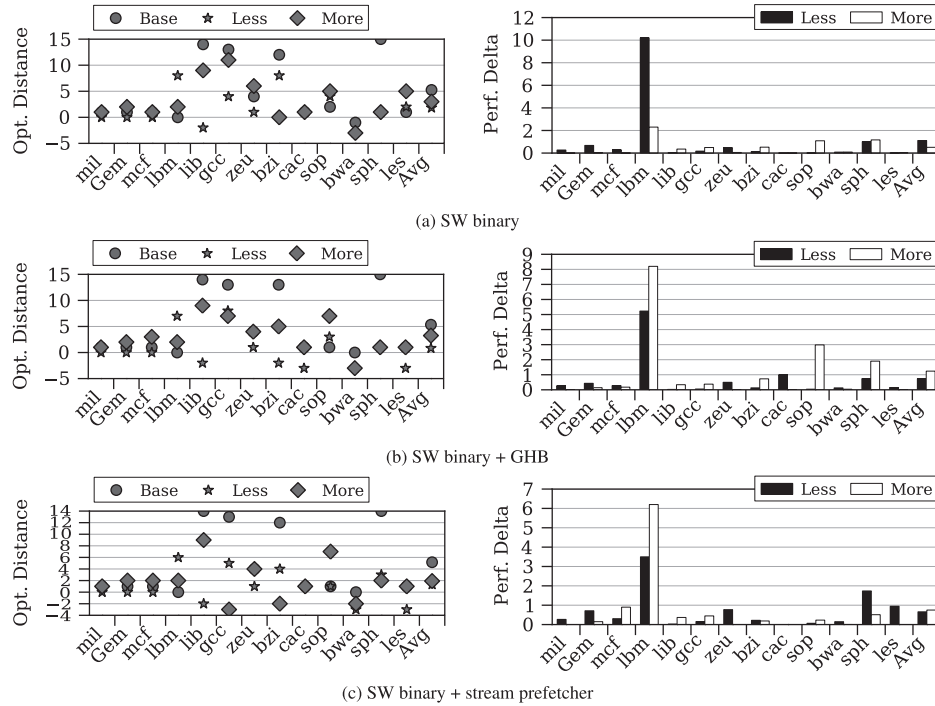 Base Less More
Opt. Distance
15
10
5
0
−5
mil Gem mcf lbm lib gcc zeu bzi cac sop bwa sph les Avg
Less More
Perf. Delta
12
10
8
6
4
2
0
mil Gem mcf lbm lib gcc zeu bzi cac sop bwa sph les Avg
(a) SW binary
Base Less More
Opt. Distance
15
10
5
0
−5
mil Gem mcf lbm lib gcc zeu bzi cac sop bwa sph les Avg
Less More
Perf. Delta
9
8
7
6
5
4
3
2
1
0
mil Gem mcf lbm lib gcc zeu bzi cac sop bwa sph les Avg
(b) SW binary + GHB
Base Less More
Opt. Distance
14
12
10
8
6
4
2
0
−2
−4
mil Gem mcf lbm lib gcc zeu bzi cac sop bwa sph les Avg
Less More
Perf. Delta
7
6
5
4
3
2
1
0
mil Gem mcf lbm lib gcc zeu bzi cac sop bwa sph les Avg
(c) SW binary + stream prefetcher